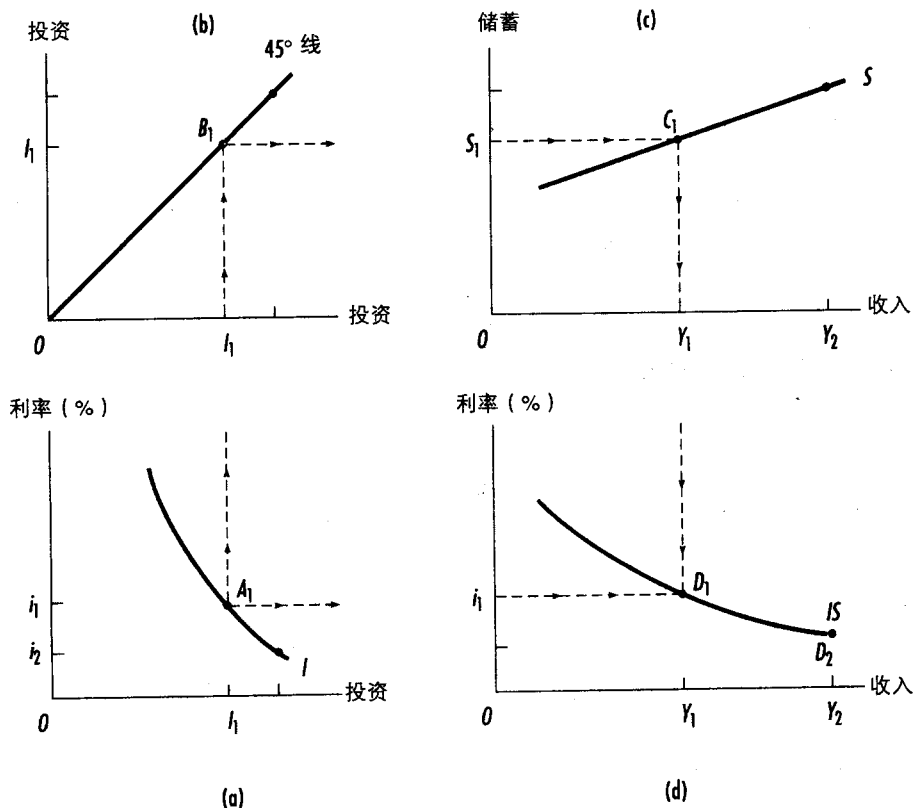 (b)
投资
45° 线
B₁
I₁
投资
0
I₁
(c)
储蓄
S
C₁
S₁
收入
0
Y₁
Y₂
利率（%）
A₁
i₁
i₂
I
投资
0
I₁
(a)
利率（%）
D₁
i₁
IS
D₂
收入
0
Y₁
Y₂
(d)